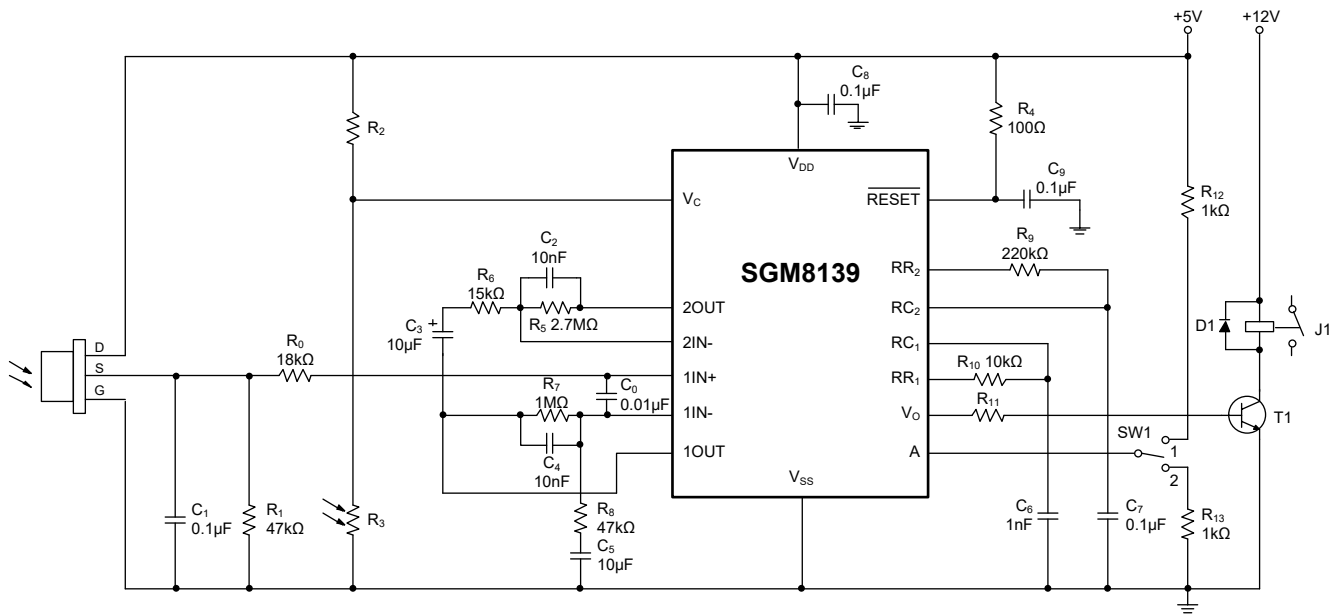 +5V
+12V
C8
0.1µF
R2
R4
100Ω
VDD
VC
RESET
C9
0.1µF
R12
1kΩ
SGM8139
C2
10nF
R6
15kΩ
R5 2.7MΩ
C3
+
10µF
2OUT
2IN-
1IN+
1IN-
1OUT
VSS
RR2
RC2
RC1
RR1
VO
A
R9
220kΩ
R10 10kΩ
R11
D1
J1
T1
SW1
1
2
D
S
G
R0
18kΩ
R7
1MΩ
C0
0.01µF
C4
10nF
R8
47kΩ
C5
10µF
C1
0.1µF
R1
47kΩ
R3
C6
1nF
C7
0.1µF
R13
1kΩ